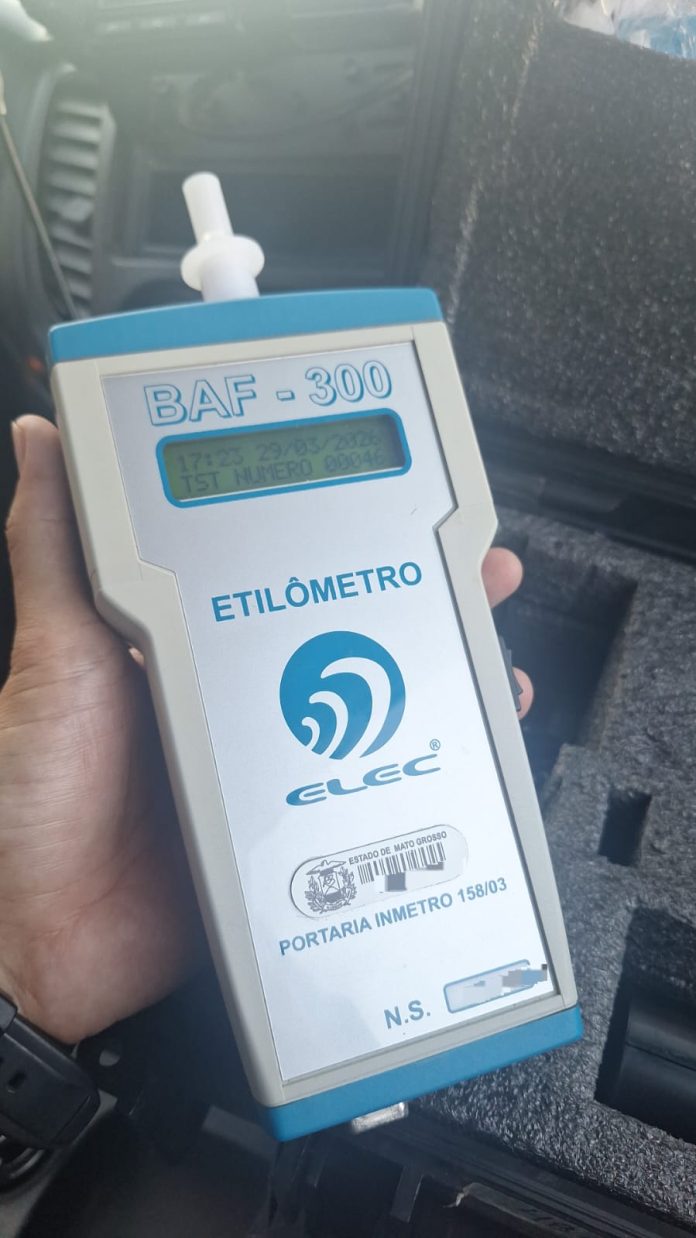 BAF - 300
17:23 29/03/2026
TST NUMERO 00046
ETILÔMETRO
ELEC®
ESTADO DE MATO GROSSO
PORTARIA INMETRO 158/03
N.S.